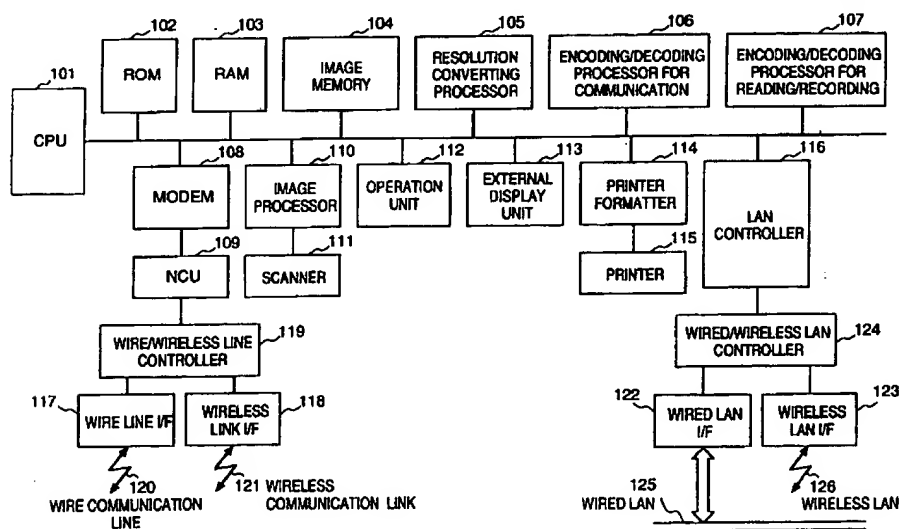 102
103
104
105
106
107
101
ROM
RAM
IMAGE
MEMORY
RESOLUTION
CONVERTING
PROCESSOR
ENCODING/DECODING
PROCESSOR FOR
COMMUNICATION
ENCODING/DECODING
PROCESSOR FOR
READING/RECORDING
CPU
108
110
112
113
114
116
MODEM
IMAGE
PROCESSOR
OPERATION
UNIT
EXTERNAL
DISPLAY
UNIT
PRINTER
FORMATTER
LAN
CONTROLLER
109
111
115
NCU
SCANNER
PRINTER
119
WIRE/WIRELESS LINE
CONTROLLER
124
WIRED/WIRELESS LAN
CONTROLLER
117
WIRE LINE I/F
118
WIRELESS
LINK I/F
122
WIRED LAN
I/F
123
WIRELESS
LAN I/F
120
WIRE COMMUNICATION
LINE
121
WIRELESS
COMMUNICATION LINK
125
WIRED LAN
126
WIRELESS LAN